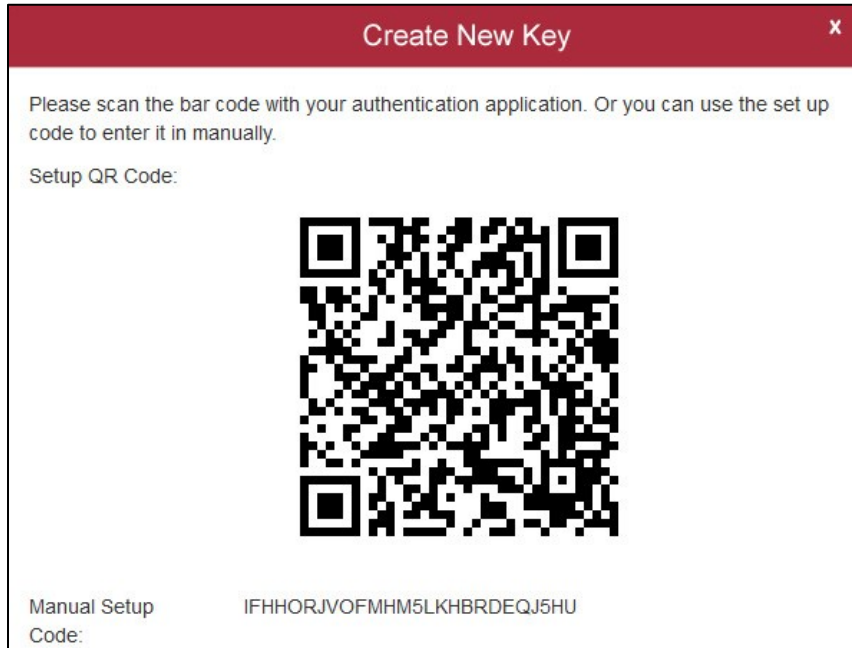 Create New Key
x
Please scan the bar code with your authentication application. Or you can use the set up
code to enter it in manually.
Setup QR Code:
Manual Setup IFHHORJVOFMHM5LKHBRDEQJ5HU
Code: